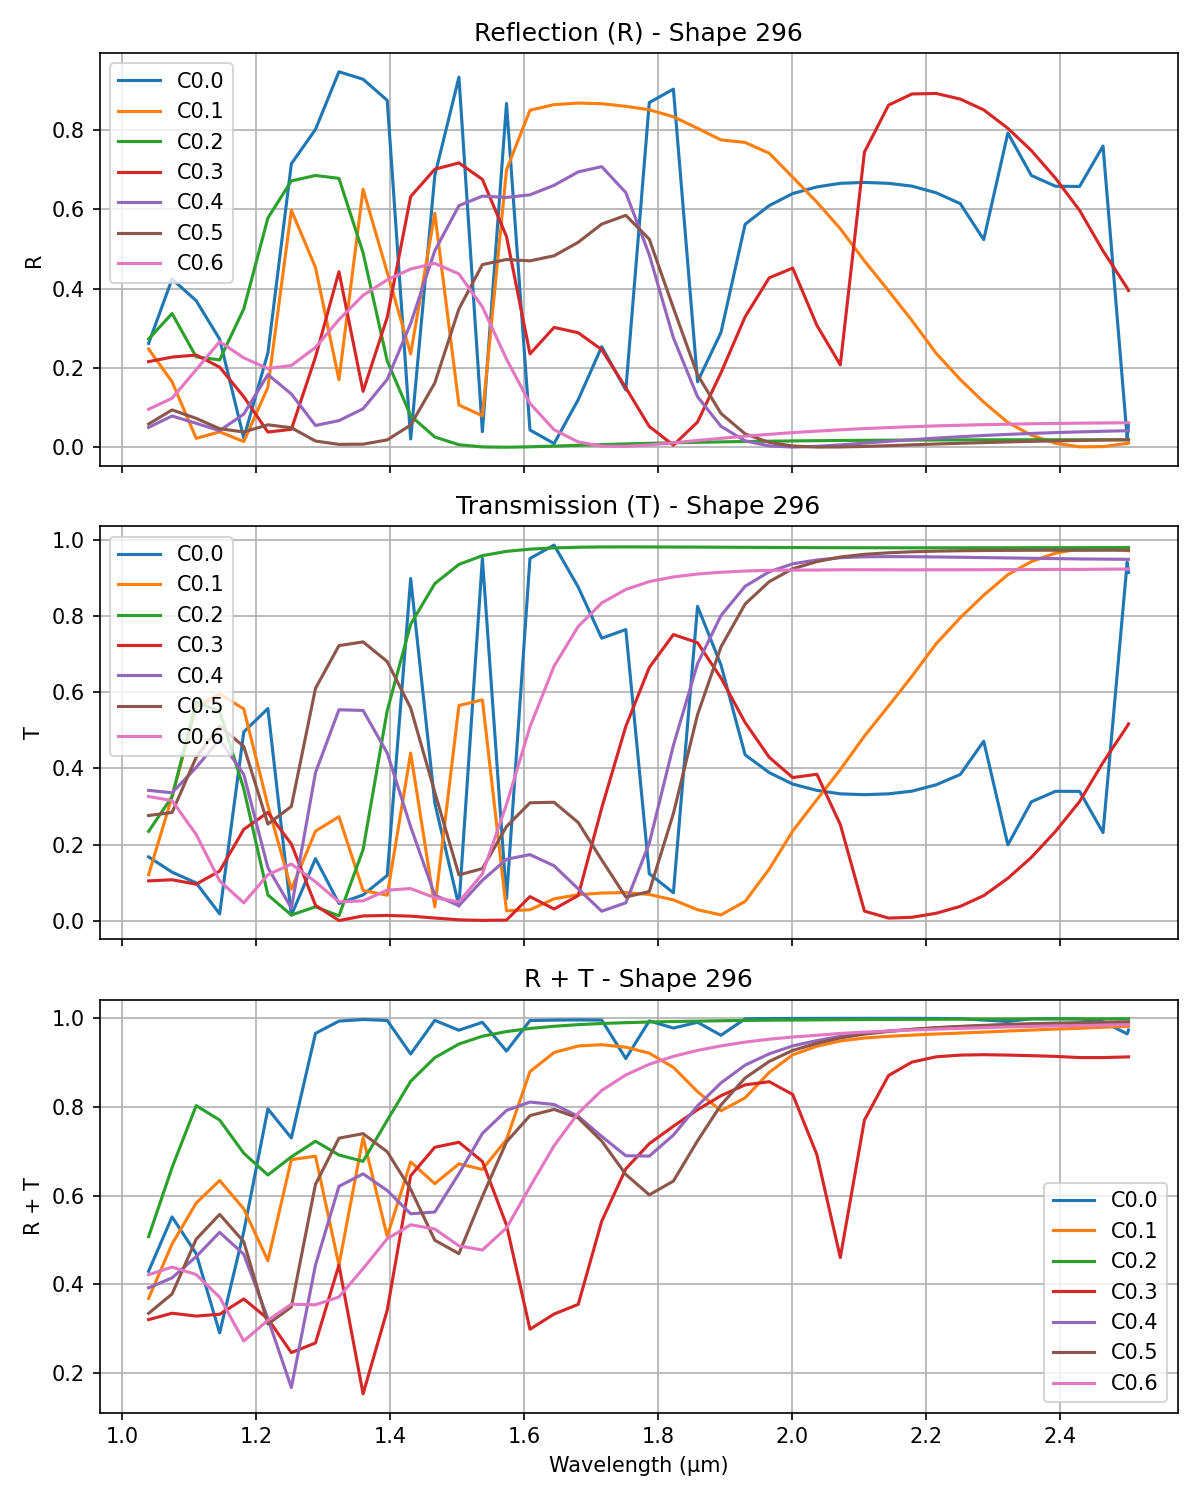 Reflection (R) - Shape 296
C0.0
C0.1
C0.2
C0.3
C0.4
C0.5
C0.6
0.8
0.6
0.4
0.2
0.0
R
Transmission (T) - Shape 296
C0.0
C0.1
C0.2
C0.3
C0.4
C0.5
C0.6
1.0
0.8
0.6
0.4
0.2
0.0
T
R + T - Shape 296
1.0
0.8
0.6
0.4
0.2
R + T
C0.0
C0.1
C0.2
C0.3
C0.4
C0.5
C0.6
1.0 1.2 1.4 1.6 1.8 2.0 2.2 2.4
Wavelength (μm)